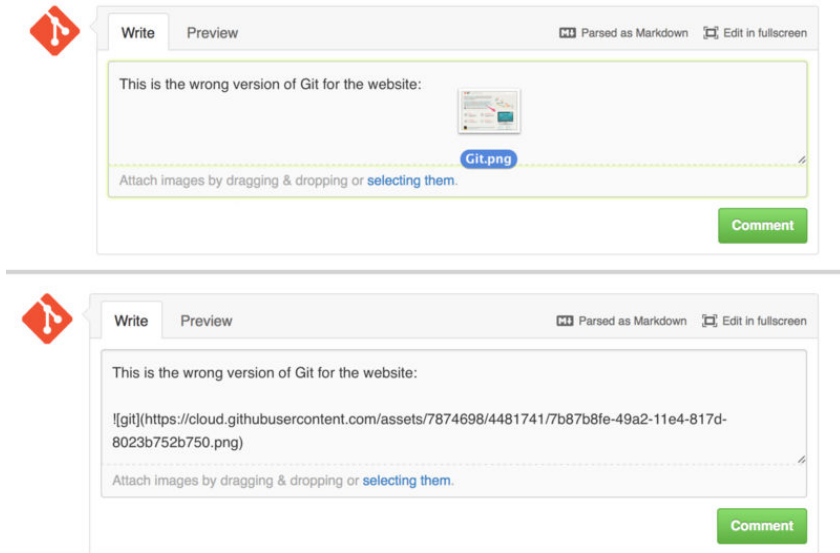 Write Preview Parsed as Markdown Edit in fullscreen
This is the wrong version of Git for the website:
Git.png
Attach images by dragging & dropping or selecting them.
Comment
Write Preview Parsed as Markdown Edit in fullscreen
This is the wrong version of Git for the website:
![git](https://cloud.githubusercontent.com/assets/7874698/4481741/7b87b8fe-49a2-11e4-817d-
8023b752b750.png)
Attach images by dragging & dropping or selecting them.
Comment